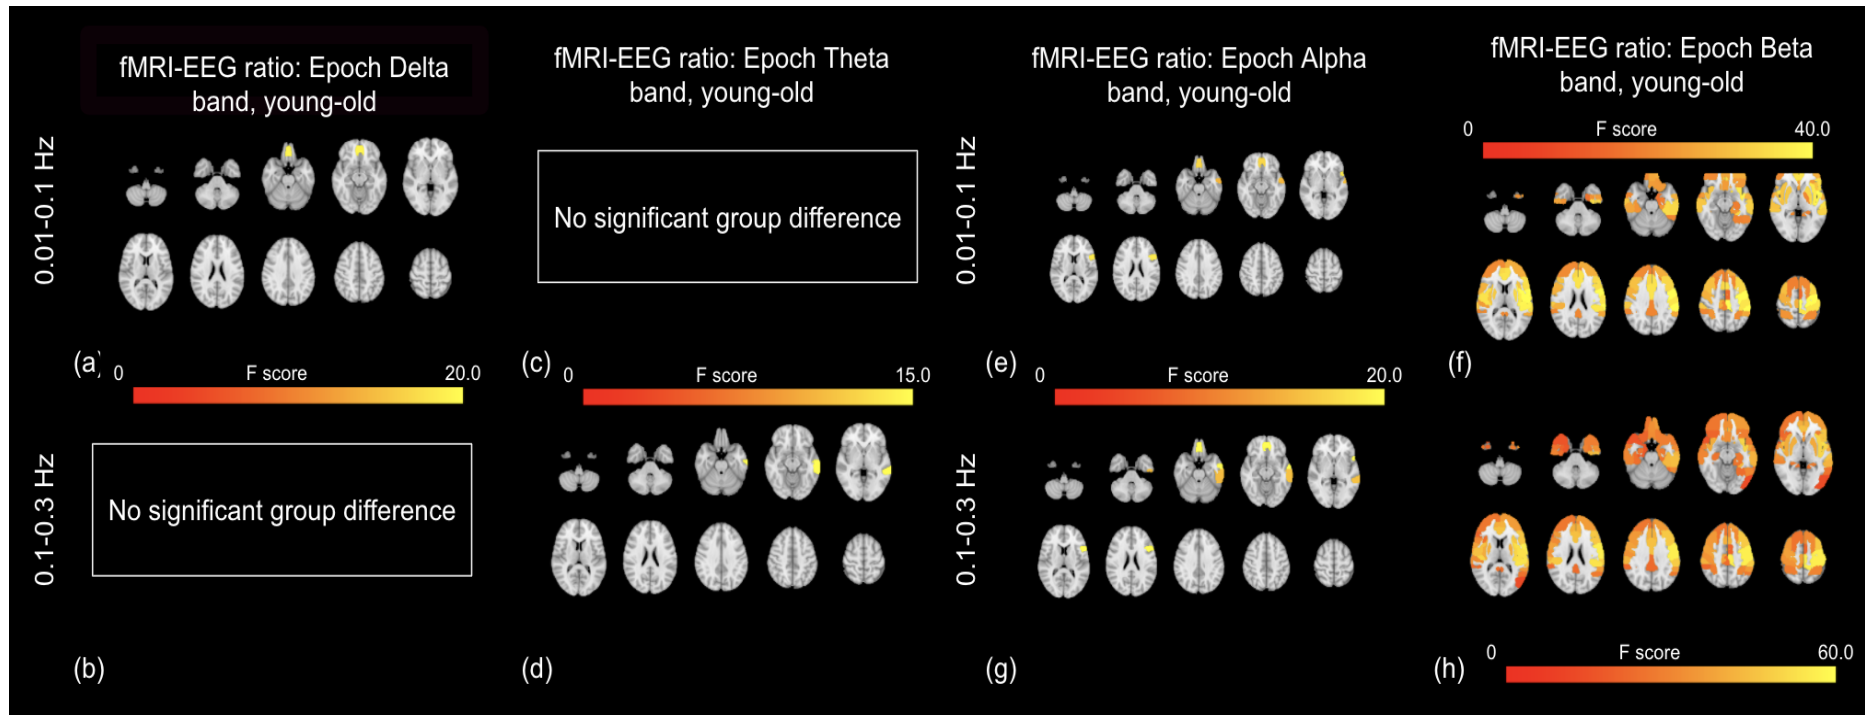 fMRI-EEG ratio: Epoch Delta
band, young-old
fMRI-EEG ratio: Epoch Theta
band, young-old
fMRI-EEG ratio: Epoch Alpha
band, young-old
fMRI-EEG ratio: Epoch Beta
band, young-old
0.01-0.1 Hz
No significant group difference
0.01-0.1 Hz
0 F score 40.0
(a)
0 F score 20.0
(c)
0 F score 15.0
(e)
0 F score 20.0
(f)
0.1-0.3 Hz
No significant group difference
0.1-0.3 Hz
(b)
(d)
(g)
(h)
0 F score 60.0